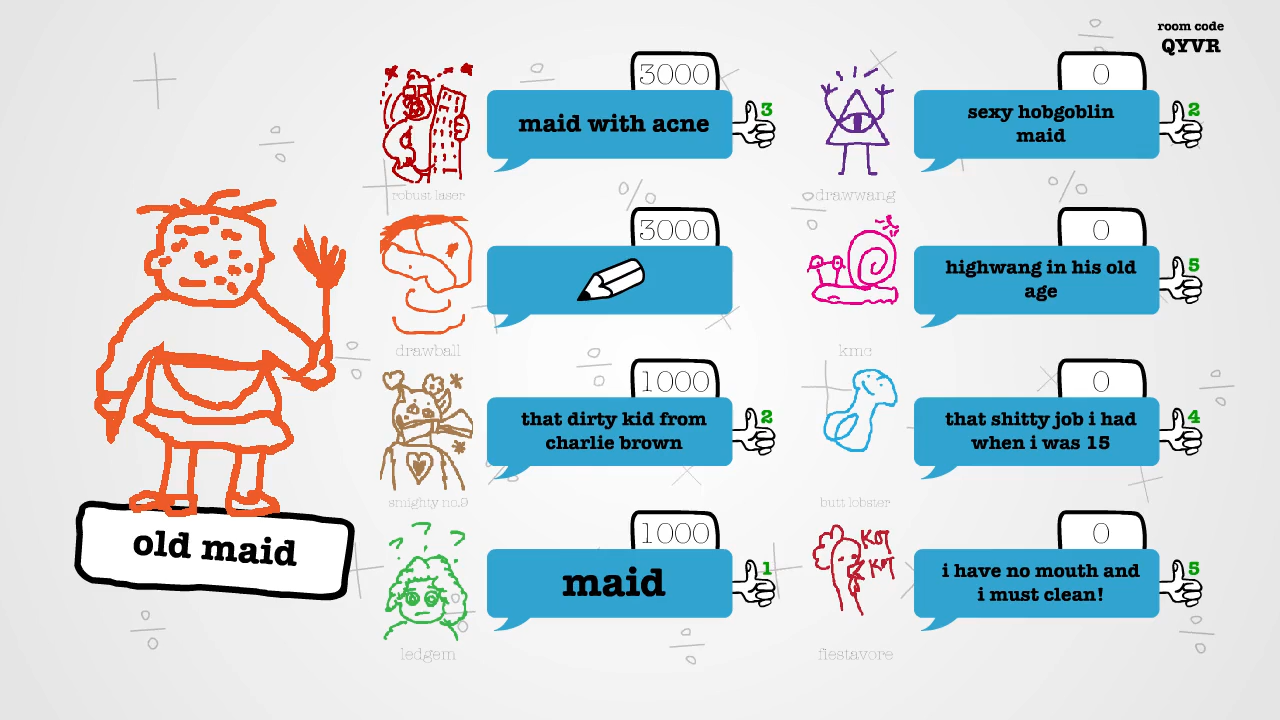 room code
QYVR
3000
maid with acne
3
robust laser
0
sexy hobgoblin
maid
2
drawwang
3000
drawball
0
highwang in his old
age
5
kmc
1000
that dirty kid from
charlie brown
2
smighty no.9
0
that shitty job i had
when i was 15
4
butt lobster
1000
maid
1
ledgem
0
i have no mouth and
i must clean!
5
fiestavore
KOT
KOT
old maid